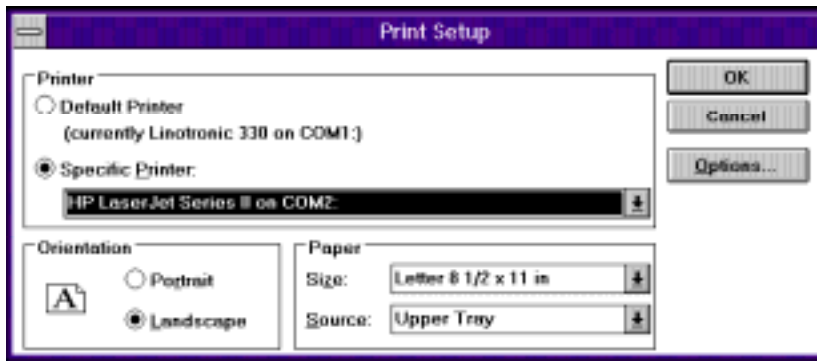 Print Setup
Printer
Default Printer
(currently Linotronic 330 on COM1:)
Specific Printer:
HP LaserJet Series II on COM2:
OK
Cancel
Options...
Orientation
A
Portrait
Landscape
Paper
Size: Letter 8 1/2 x 11 in
Source: Upper Tray